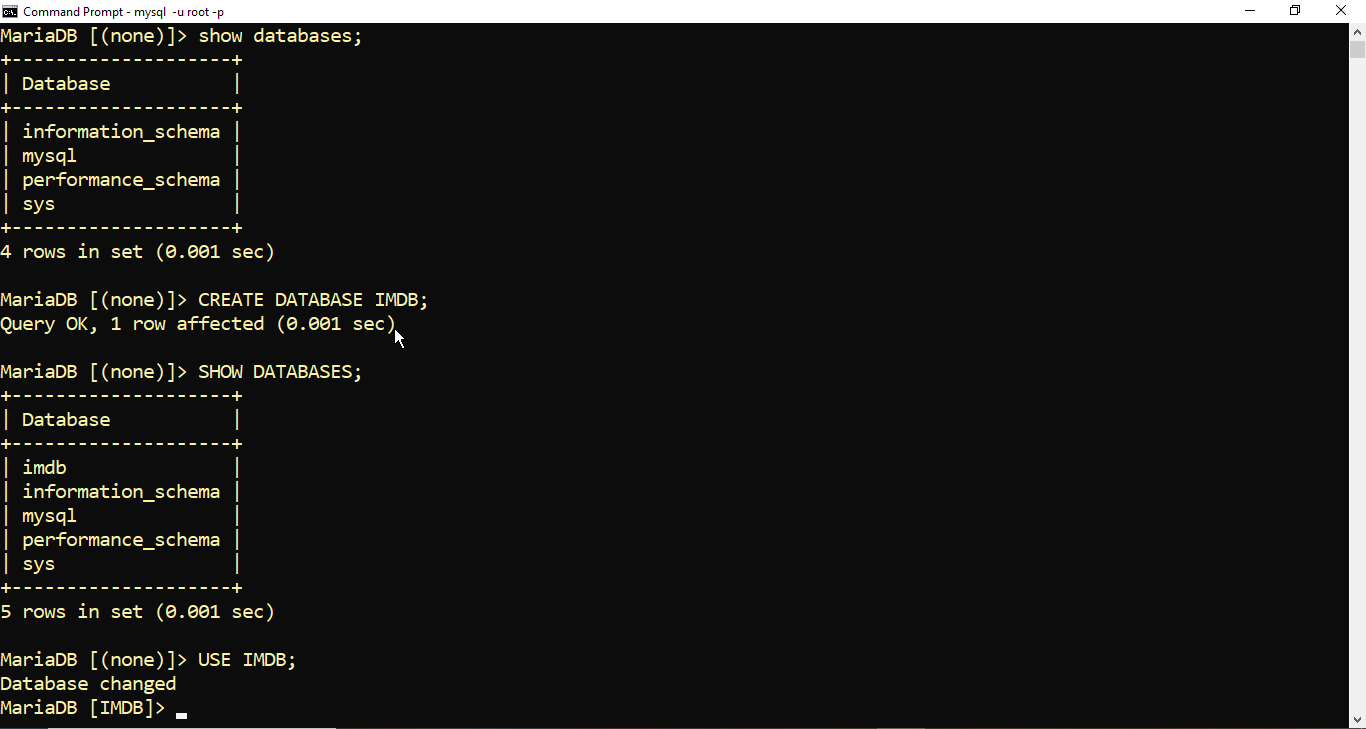 Command Prompt - mysql -u root -p
MariaDB [(none)]> show databases;
+--------------------+
| Database           |
+--------------------+
| information_schema |
| mysql              |
| performance_schema |
| sys                |
+--------------------+
4 rows in set (0.001 sec)
MariaDB [(none)]> CREATE DATABASE IMDB;
Query OK, 1 row affected (0.001 sec)
MariaDB [(none)]> SHOW DATABASES;
+--------------------+
| Database           |
+--------------------+
| imdb               |
| information_schema |
| mysql              |
| performance_schema |
| sys                |
+--------------------+
5 rows in set (0.001 sec)
MariaDB [(none)]> USE IMDB;
Database changed
MariaDB [IMDB]> _